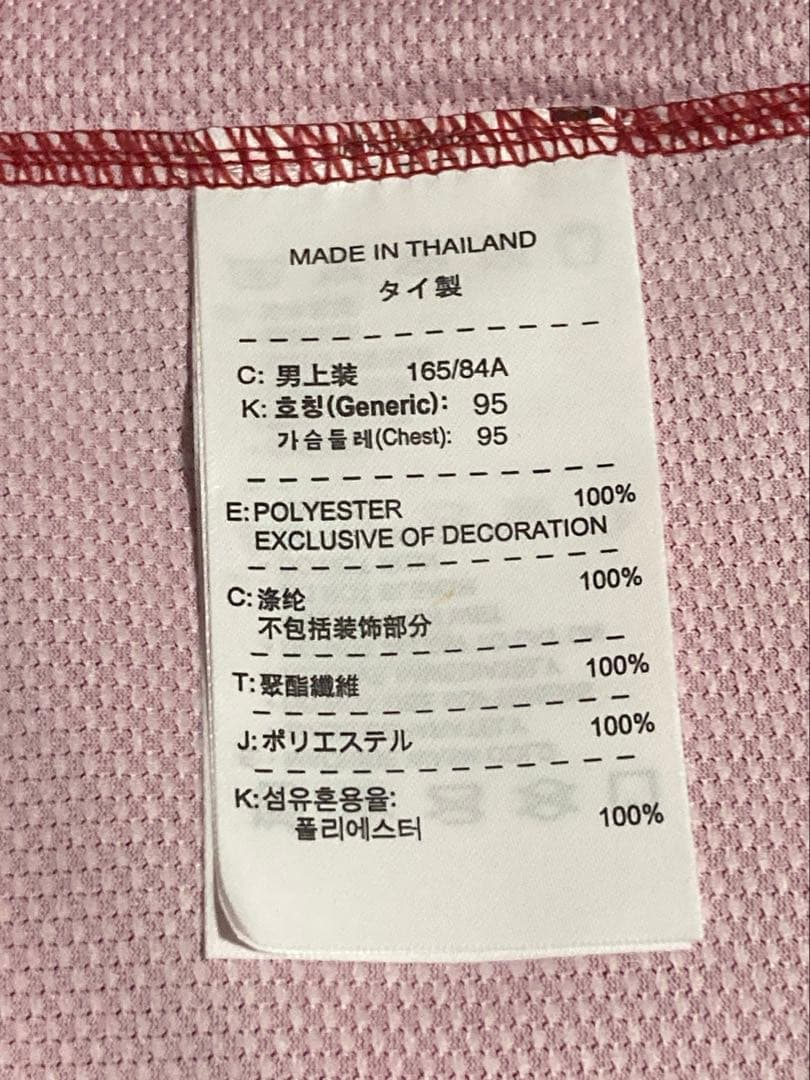 MADE IN THAILAND
タイ製
C: 男上装 165/84A
K: 호칭(Generic): 95
가슴둘레(Chest): 95
E: POLYESTER 100%
EXCLUSIVE OF DECORATION
C: 涤纶 100%
不包括装饰部分
T: 聚酯纖維 100%
J: ポリエステル 100%
K: 섬유혼용율:
폴리에스터 100%